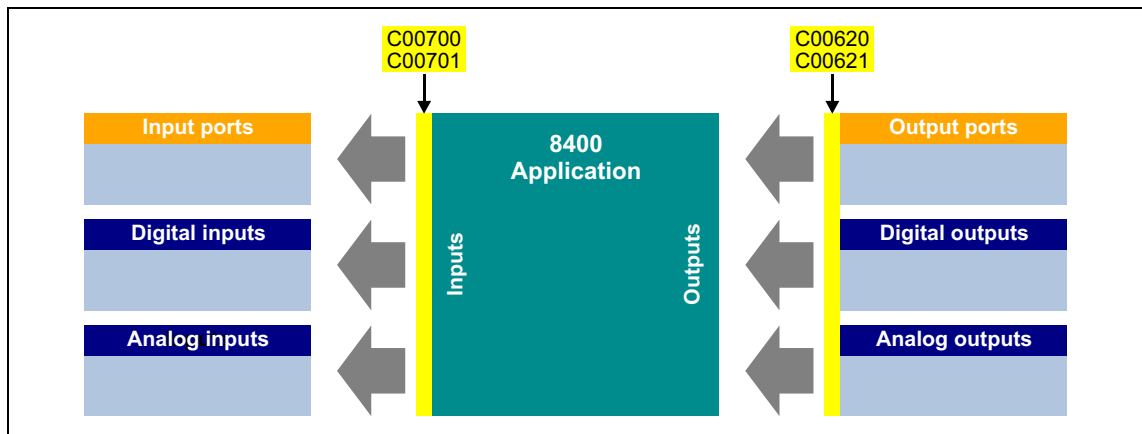 C00700
C00701
C00620
C00621
Input ports
8400
Application
Output ports
Digital inputs
Inputs
Outputs
Digital outputs
Analog inputs
Analog outputs